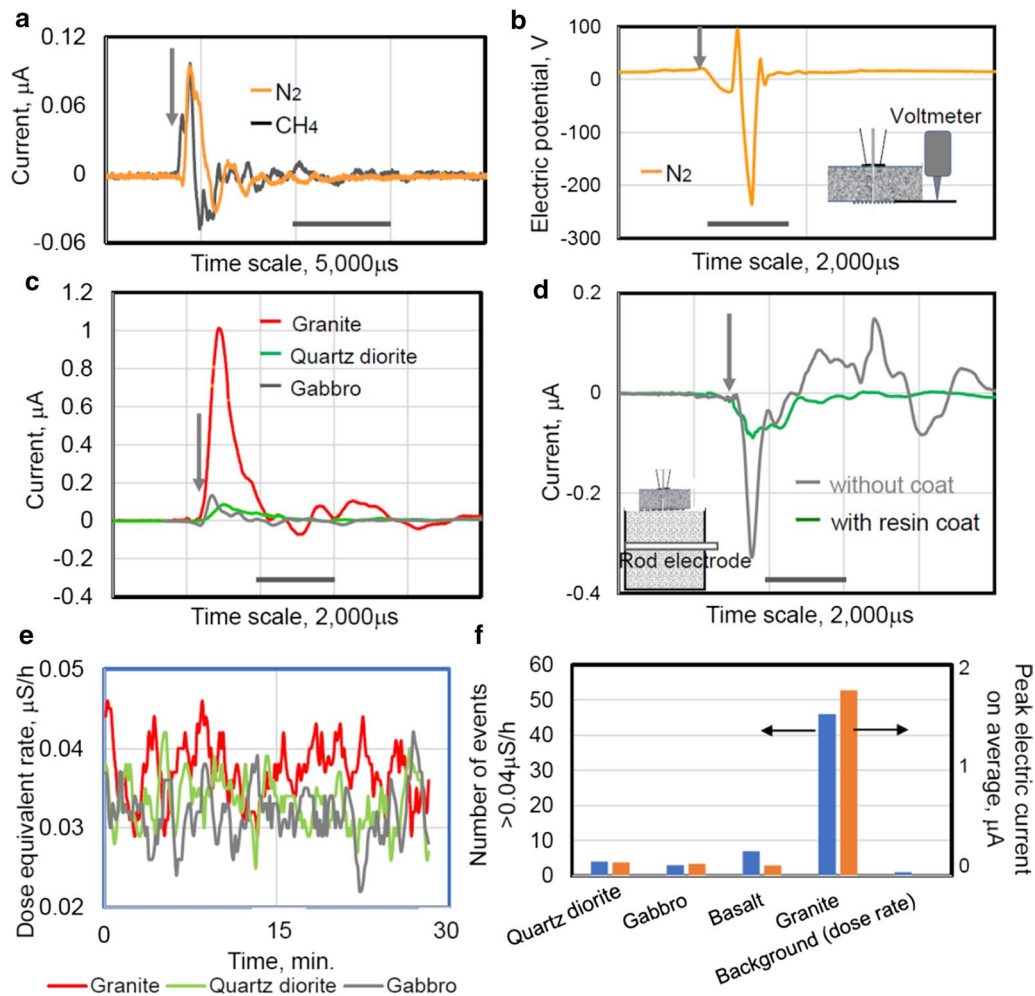 a
0.12
0.06
0
-0.06
Current, µA
N2
CH4
Time scale, 5,000µs
b
100
0
-100
-200
-300
Electric potential, V
N2
Voltmeter
Time scale, 2,000µs
c
1.2
1
0.8
0.6
0.4
0.2
0
-0.2
-0.4
Current, µA
Granite
Quartz diorite
Gabbro
Time scale, 2,000µs
d
0.2
0
-0.2
-0.4
Current, µA
without coat
with resin coat
Rod electrode
Time scale, 2,000µs
e
0.05
0.04
0.03
0.02
Dose equivalent rate, µS/h
0
15
30
Time, min.
Granite
Quartz diorite
Gabbro
f
60
50
40
30
20
10
0
Number of events
>0.04µS/h
2
1
0
Peak electric current
on average, µA
Quartz diorite
Gabbro
Basalt
Granite
Background (dose rate)